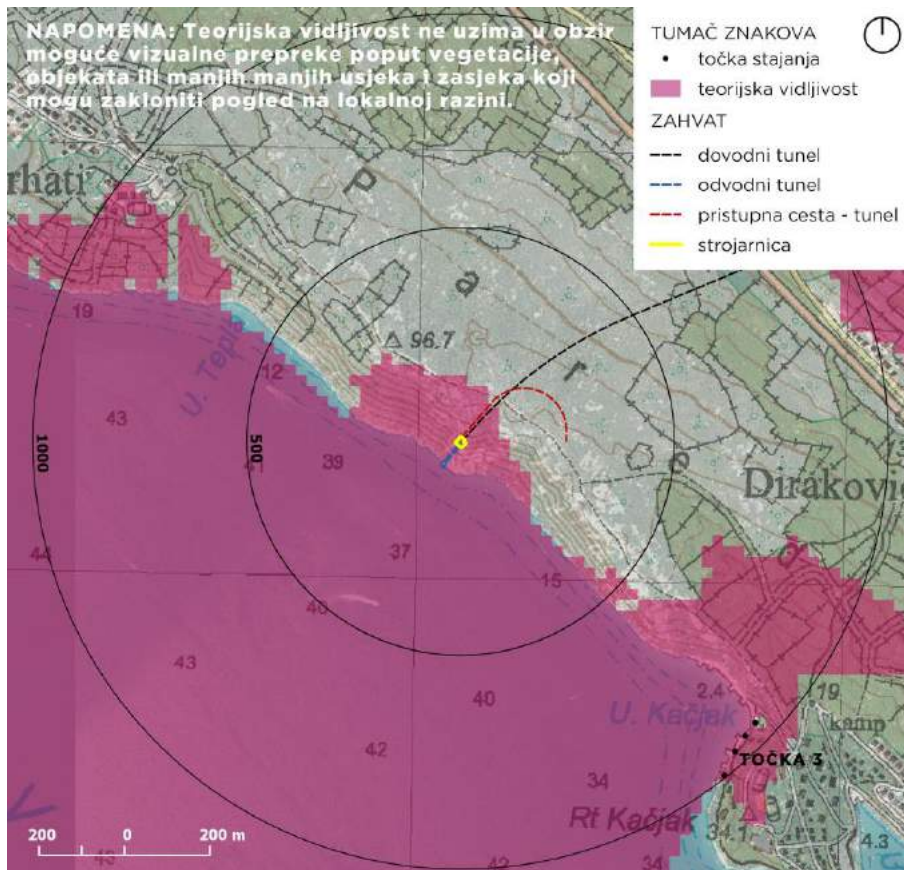 NAPOMENA: Teorijska vidljivost ne uzima u obzir
moguće vizualne prepreke poput vegetacije,
objekata ili manjih manjih usjeka i zasjeka koji
mogu zakloniti pogled na lokalnoj razini.
TUMAČ ZNAKOVA
točka stajanja
teorijska vidljivost
ZAHVAT
dovodni tunel
odvodni tunel
pristupna cesta - tunel
strojarnica
rhati
P
a
r
e
19
U. Tepla
96.7
12
43
1000
500
39
Dirakovi
44
37
15
40
43
40
2.4
19
U. Kačjak
kamp
42
TOČKA 3
34
Rt Kačjak
34.1
4.3
200 0 200 m
43
42
34